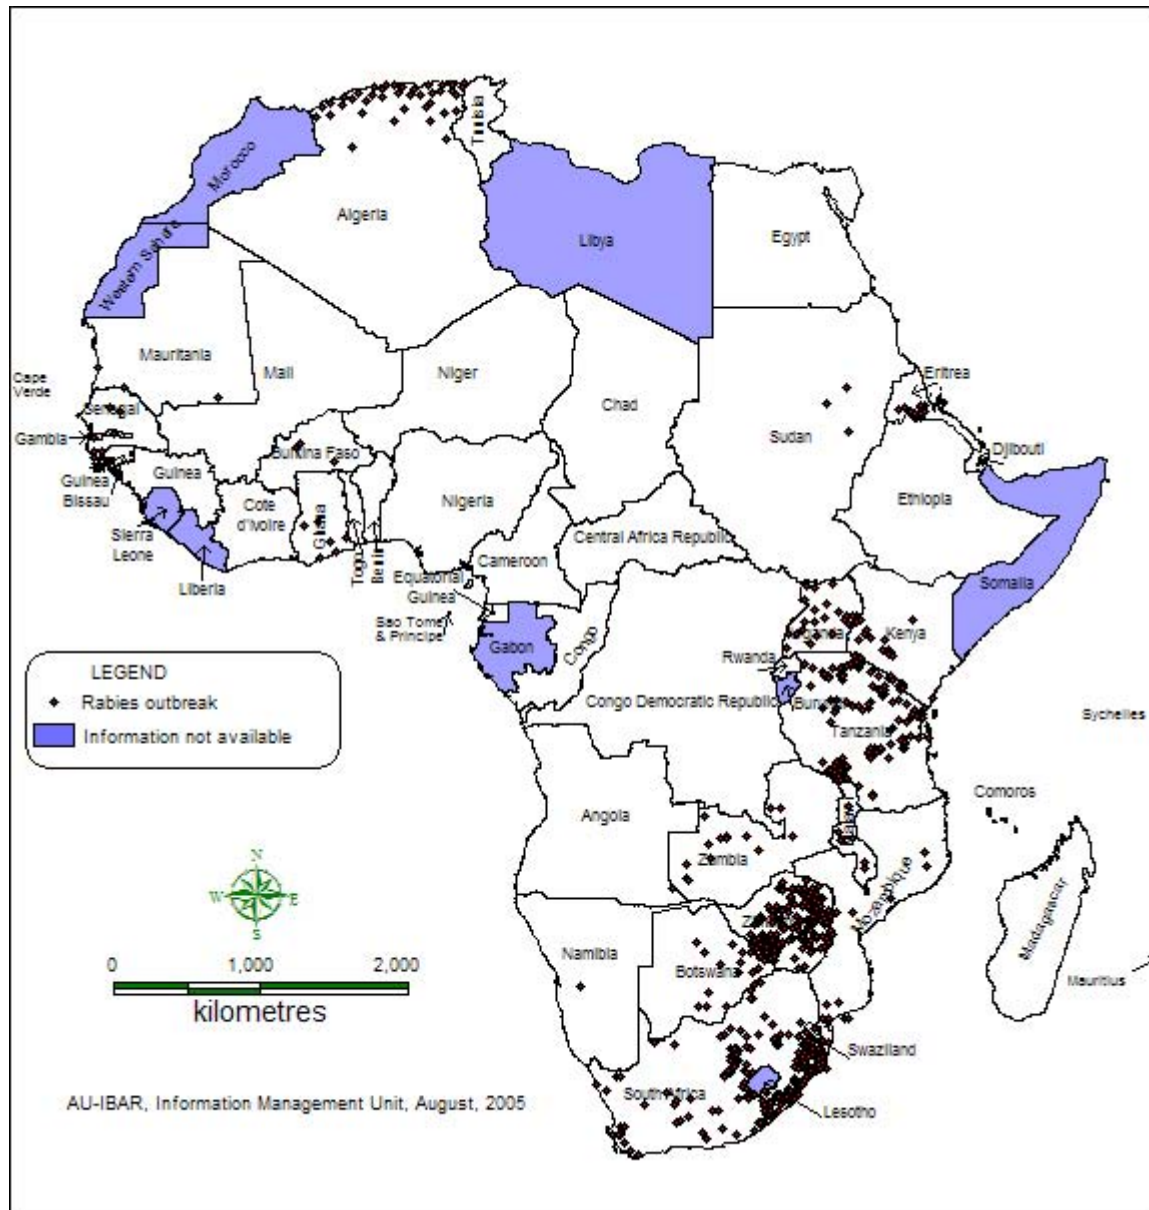 Tunisia
Morocco
Algeria
Libya
Egypt
Western Sahara
Mauritania
Mali
Niger
Chad
Sudan
Eritrea
Cape
Verde
Senegal
Gambia
Guinea
Bissau
Guinea
Burkina Faso
Djibouti
Nigeria
Ethiopia
Cote
d'Ivoire
Ghana
Togo
Benin
Sierra
Leone
Liberia
Central Africa Republic
Cameroon
Equatorial
Guinea
Sao Tome
& Principe
Somalia
Gabon
Congo
Uganda
Kenya
Rwanda
Burundi
Congo Democratic Republic
Tanzania
Sychelles
LEGEND
Rabies outbreak
Information not available
Comoros
Angola
Zambia
Mozambique
Madagaacar
Mauritius
N
W
E
S
0 1,000 2,000
kilometres
Namibia
Botswana
Swaziland
South Africa
Lesotho
AU-IBAR, Information Management Unit, August, 2005